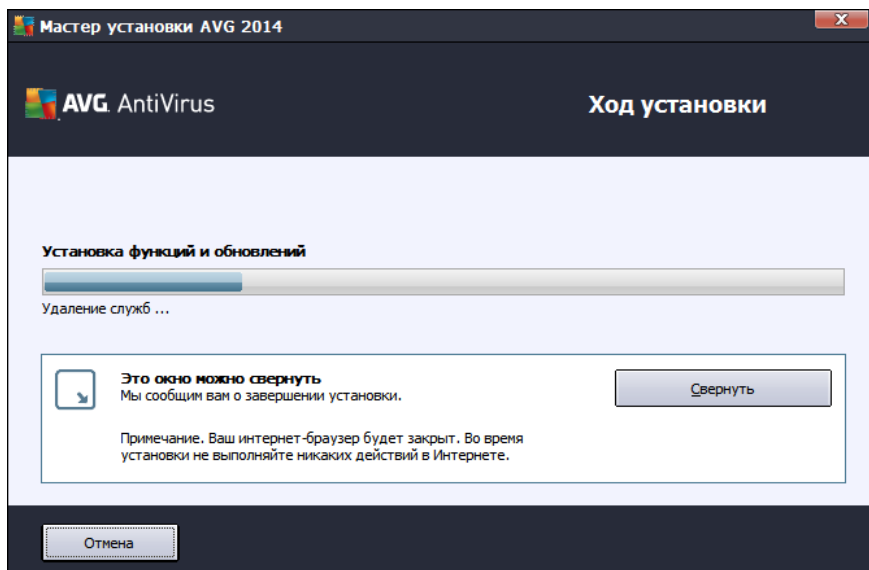 Мастер установки AVG 2014
AVG. AntiVirus
Ход установки
Установка функций и обновлений
Удаление служб ...
Это окно можно свернуть
Мы сообщим вам о завершении установки.
Свернуть
Примечание. Ваш интернет-браузер будет закрыт. Во время
установки не выполняйте никаких действий в Интернете.
Отмена